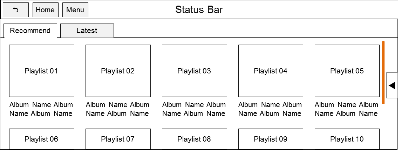 Home Menu Status Bar
Recommend Latest
Playlist 01 Playlist 02 Playlist 03 Playlist 04 Playlist 05
Album Name Album Album Name Album Album Name Album Album Name Album Album Name Album
Name Album Name Name Album Name Name Album Name Name Album Name Name Album Name
Playlist 06 Playlist 07 Playlist 08 Playlist 09 Playlist 10